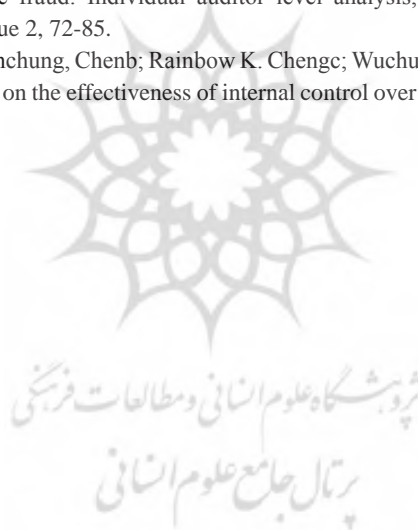 e fraud: Individual auditor level analysis,
ue 2, 72-85.
nchung, Chenb; Rainbow K. Chengc; Wuchu
on the effectiveness of internal control over
پژوهشگاه علوم انسانی و مطالعات فرهنگی
پرتال جامع علوم انسانی